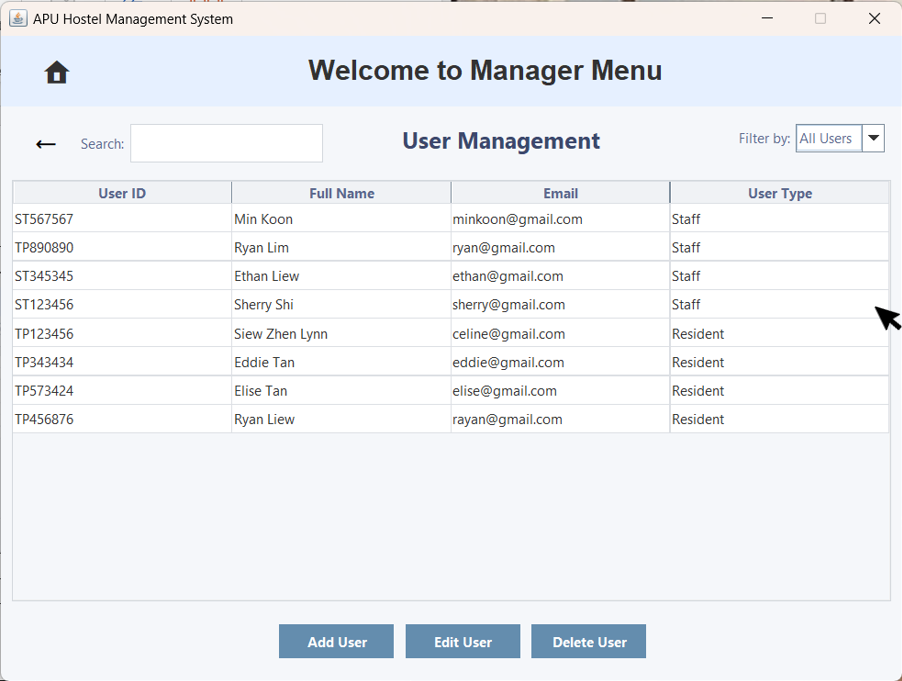 APU Hostel Management System
Welcome to Manager Menu
Search:
User Management
Filter by: All Users
User ID Full Name Email User Type
ST567567 Min Koon minkoon@gmail.com Staff
TP890890 Ryan Lim ryan@gmail.com Staff
ST345345 Ethan Liew ethan@gmail.com Staff
ST123456 Sherry Shi sherry@gmail.com Staff
TP123456 Siew Zhen Lynn celine@gmail.com Resident
TP343434 Eddie Tan eddie@gmail.com Resident
TP573424 Elise Tan elise@gmail.com Resident
TP456876 Ryan Liew rayan@gmail.com Resident
Add User Edit User Delete User